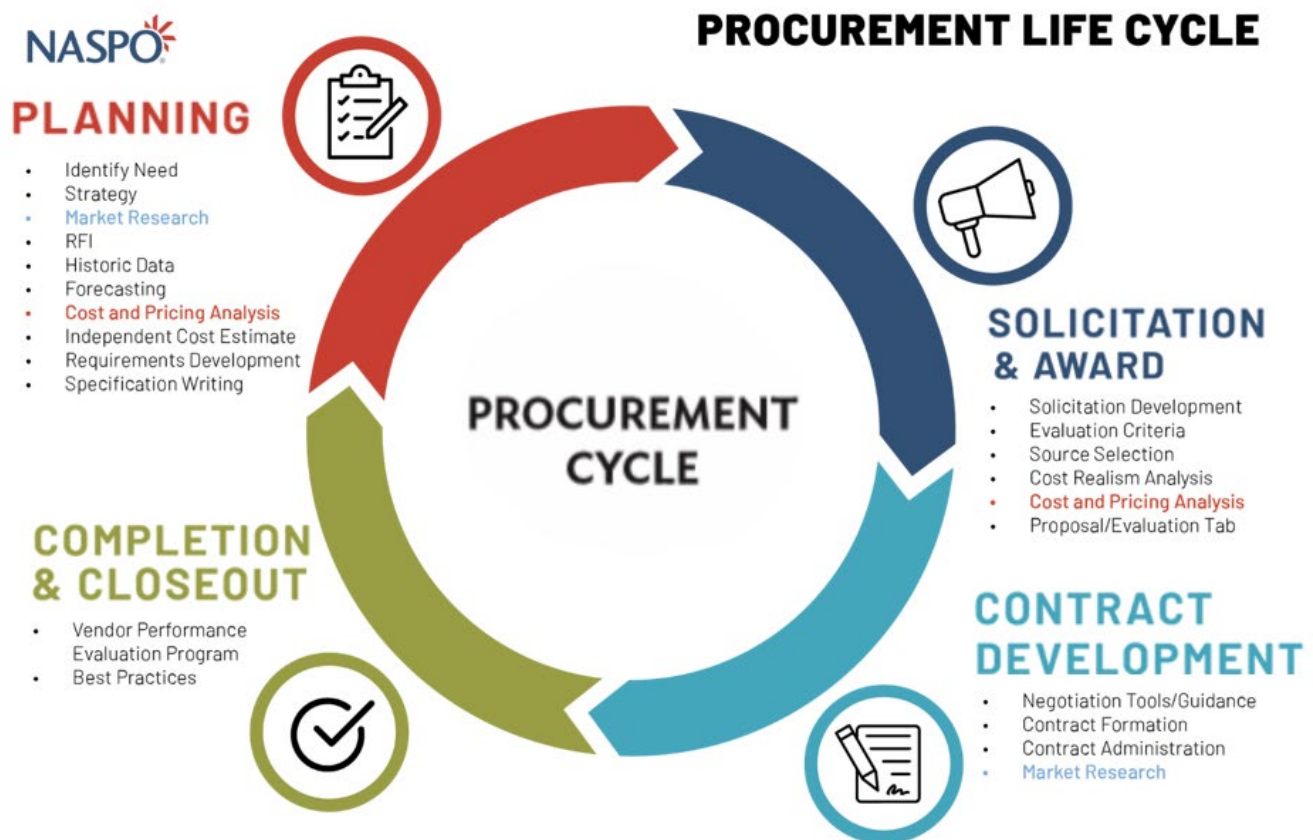 NASPO
PROCUREMENT LIFE CYCLE
PLANNING
• Identify Need
• Strategy
• Market Research
• RFI
• Historic Data
• Forecasting
• Cost and Pricing Analysis
• Independent Cost Estimate
• Requirements Development
• Specification Writing
SOLICITATION
& AWARD
• Solicitation Development
• Evaluation Criteria
• Source Selection
• Cost Realism Analysis
• Cost and Pricing Analysis
• Proposal/Evaluation Tab
PROCUREMENT
CYCLE
CONTRACT
DEVELOPMENT
• Negotiation Tools/Guidance
• Contract Formation
• Contract Administration
• Market Research
COMPLETION
& CLOSEOUT
• Vendor Performance
Evaluation Program
• Best Practices